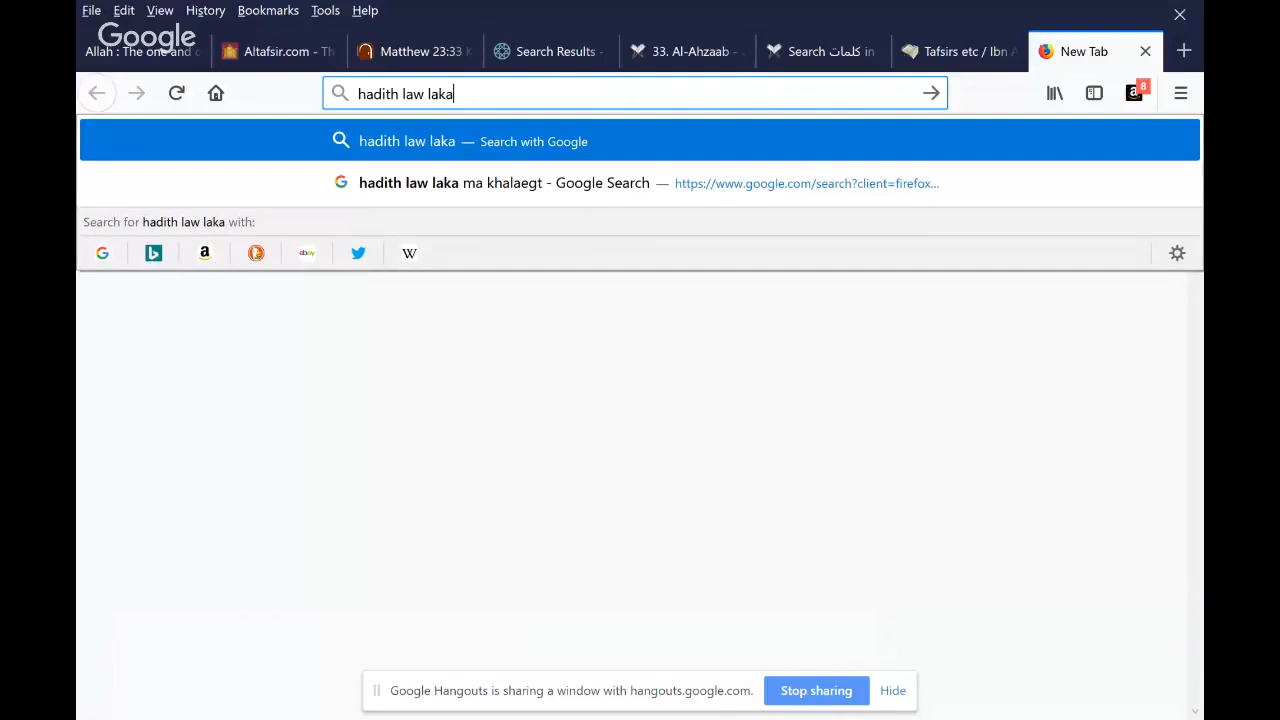 File Edit View History Bookmarks Tools Help
Google
Allah : The one and o
Altafsir.com - Th
Matthew 23:33 K
Search Results -
33. Al-Ahzaab -
Search كلمات in
Tafsirs etc / Ibn A
New Tab
hadith law laka
8
hadith law laka — Search with Google
hadith law laka ma khalaegt - Google Search — https://www.google.com/search?client=firefox...
Search for hadith law laka with:
Google Hangouts is sharing a window with hangouts.google.com. Stop sharing Hide